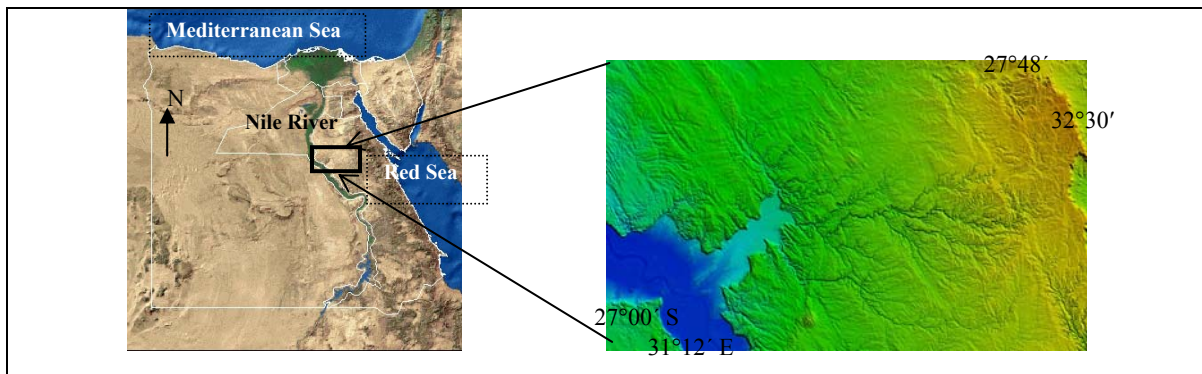 Mediterranean Sea
N
Nile River
Red Sea
27°48´
32°30′
27°00´ S
31°12´ E